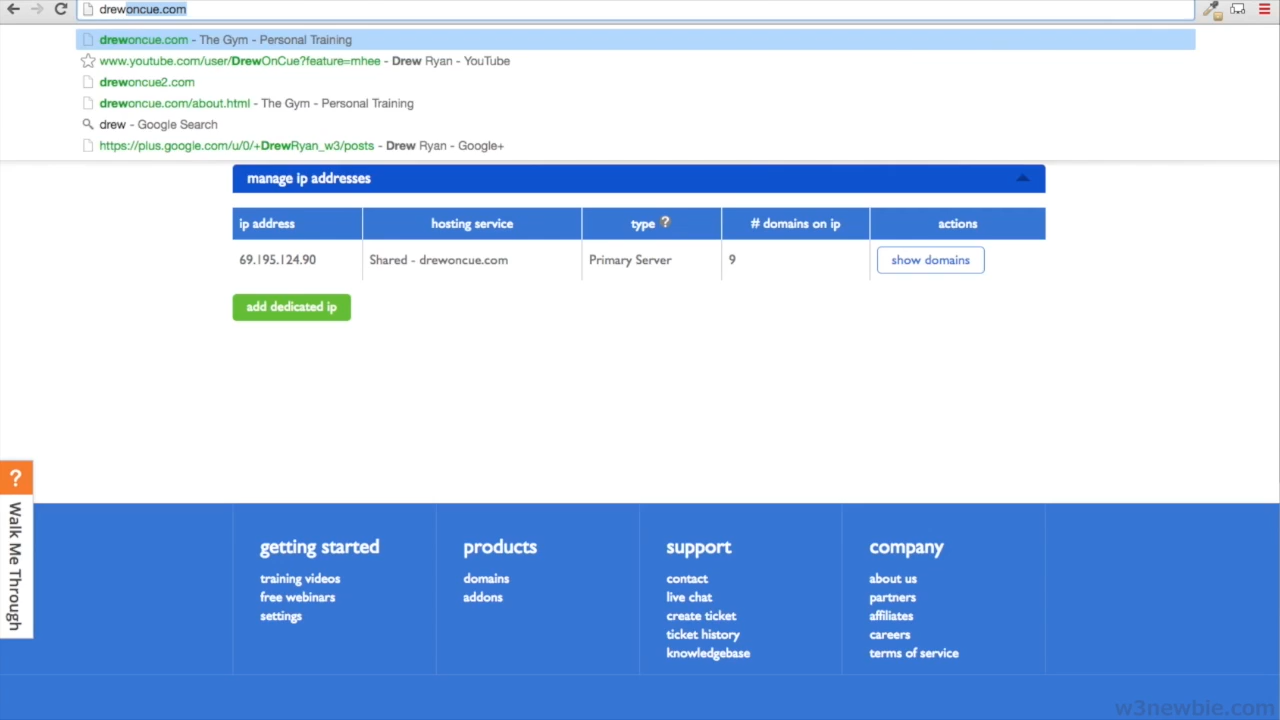 drewoncue.com
drewoncue.com - The Gym - Personal Training
www.youtube.com/user/DrewOnCue?feature=mhee - Drew Ryan - YouTube
drewoncue2.com
drewoncue.com/about.html - The Gym - Personal Training
drew - Google Search
https://plus.google.com/u/0/+DrewRyan_w3/posts - Drew Ryan - Google+
manage ip addresses
ip address hosting service type ? # domains on ip actions
69.195.124.90 Shared - drewoncue.com Primary Server 9 show domains
add dedicated ip
? Walk Me Through
getting started products support company
training videos domains contact about us
free webinars addons live chat partners
settings create ticket affiliates
ticket history careers
knowledgebase terms of service
w3newbie.com